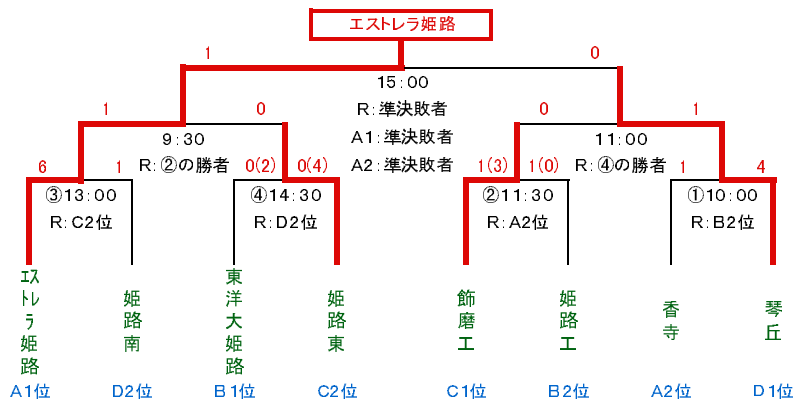 エストレラ姫路
1
0
15:00
R:準決敗者
A1:準決敗者
A2:準決敗者
1
0
0
1
9:30
R:②の勝者
11:00
R:④の勝者
6
1
0(2)
0(4)
1(3)
1(0)
1
4
③13:00
R:C2位
④14:30
R:D2位
②11:30
R:A2位
①10:00
R:B2位
ｴｽﾄﾚラ姫路
姫路南
東洋大姫路
姫路東
飾磨工
姫路工
香寺
琴丘
A1位
D2位
B1位
C2位
C1位
B2位
A2位
D1位